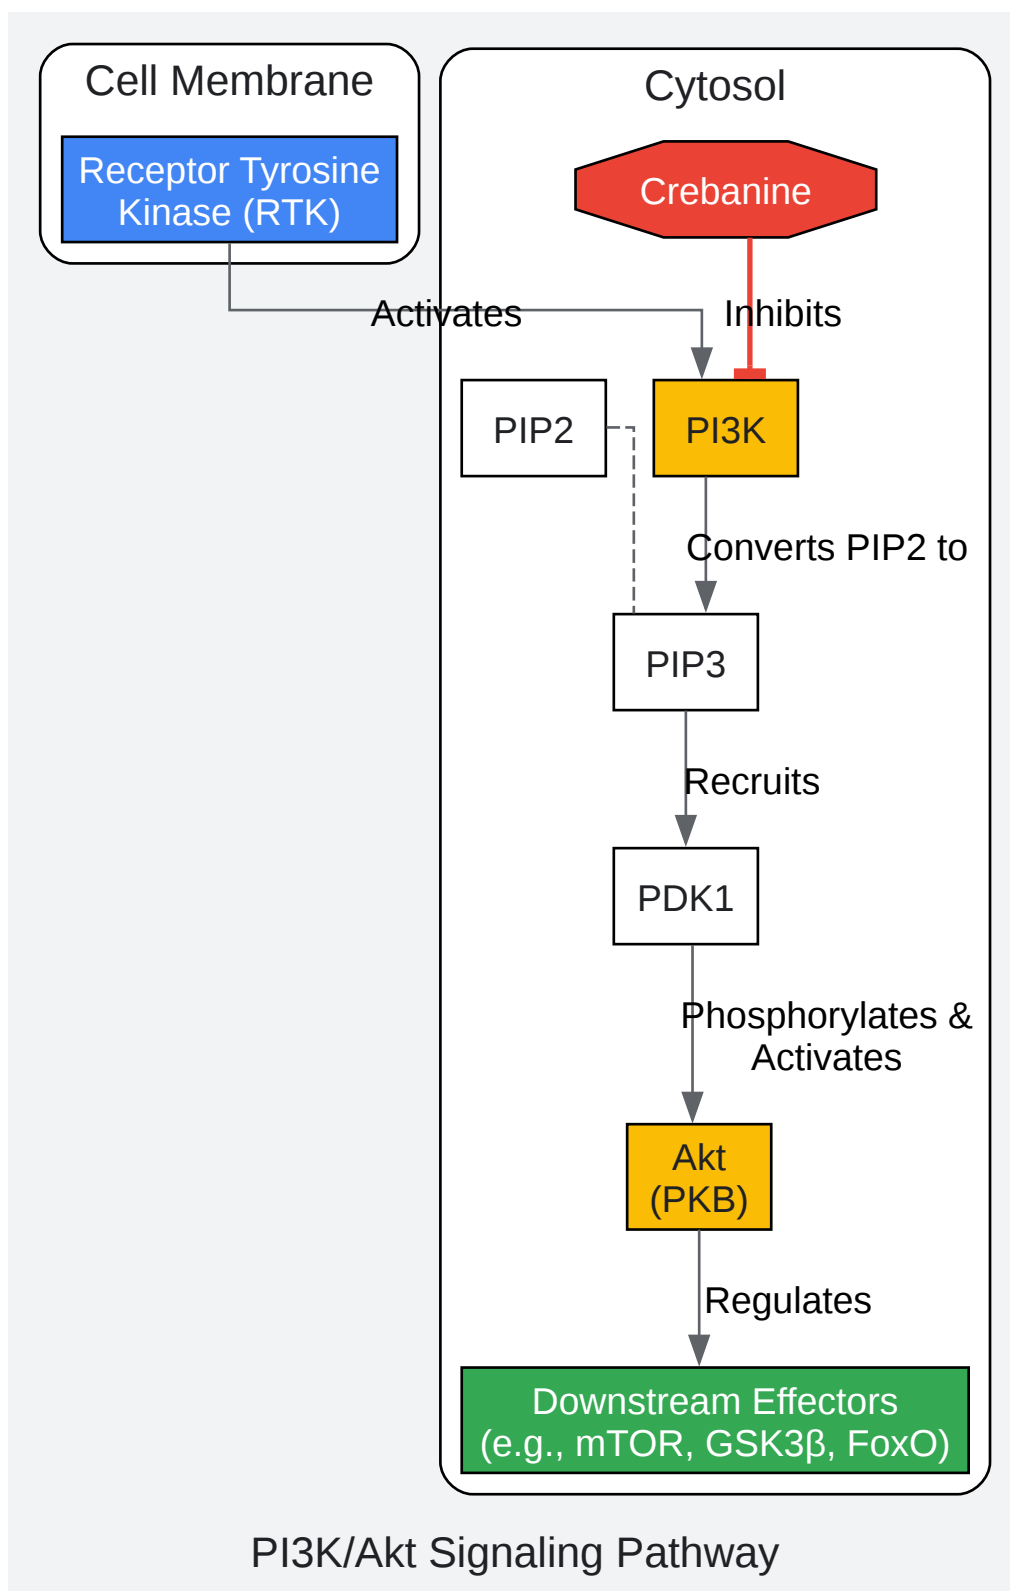 Cell Membrane
Receptor Tyrosine
Kinase (RTK)
Cytosol
Crebanine
Activates
Inhibits
PIP2
PI3K
Converts PIP2 to
PIP3
Recruits
PDK1
Phosphorylates &
Activates
Akt
(PKB)
Regulates
Downstream Effectors
(e.g., mTOR, GSK3β, FoxO)
PI3K/Akt Signaling Pathway